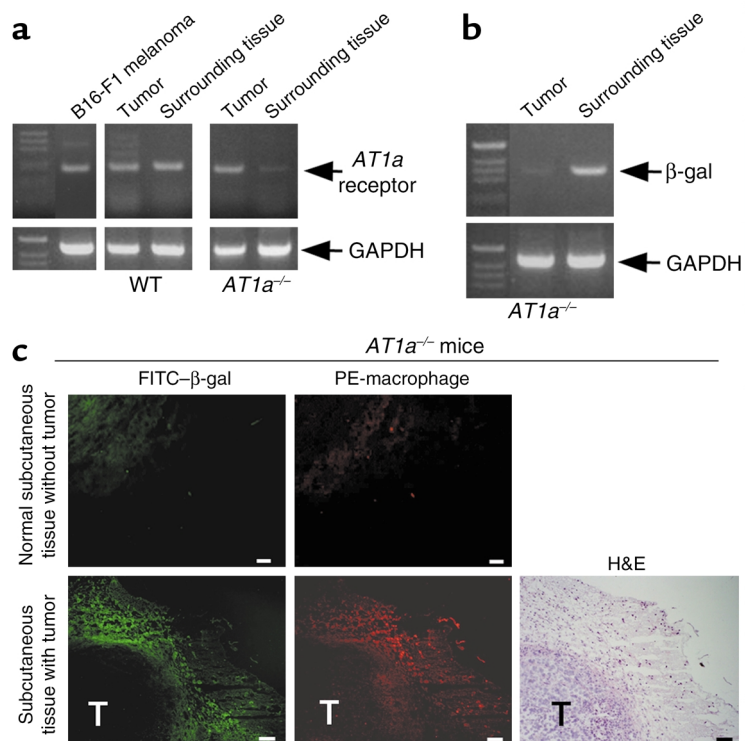 a
B16-F1 melanoma
Tumor
Surrounding tissue
Tumor
Surrounding tissue
AT1a
receptor
GAPDH
WT
AT1a–/–
b
Tumor
Surrounding tissue
β-gal
GAPDH
AT1a–/–
c
AT1a–/– mice
FITC–β-gal
PE-macrophage
Normal subcutaneous
tissue without tumor
H&E
Subcutaneous
tissue with tumor
T
T
T